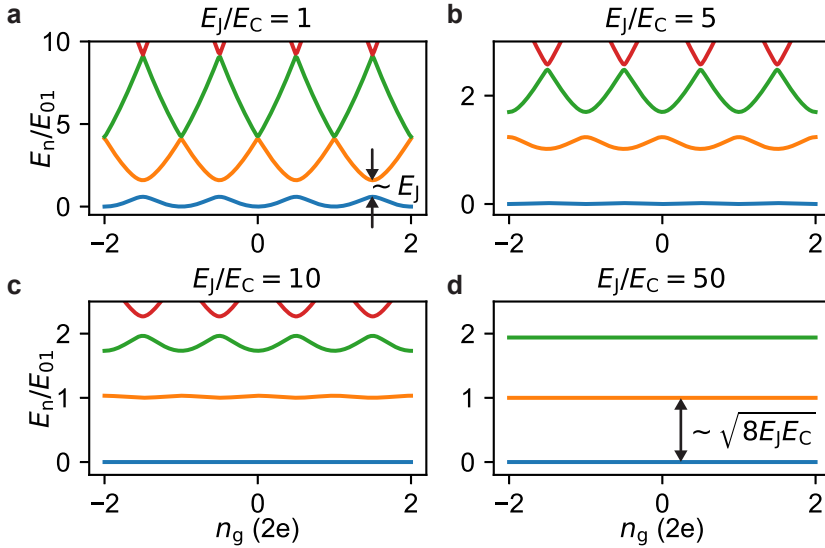 a
E_J/E_C = 1
b
E_J/E_C = 5
E_n/E_01
10
5
0
~ E_J
−2
0
2
2
1
0
−2
0
2
c
E_J/E_C = 10
d
E_J/E_C = 50
E_n/E_01
2
1
0
−2
0
2
n_g (2e)
2
1
0
~ √8E_JE_C
−2
0
2
n_g (2e)